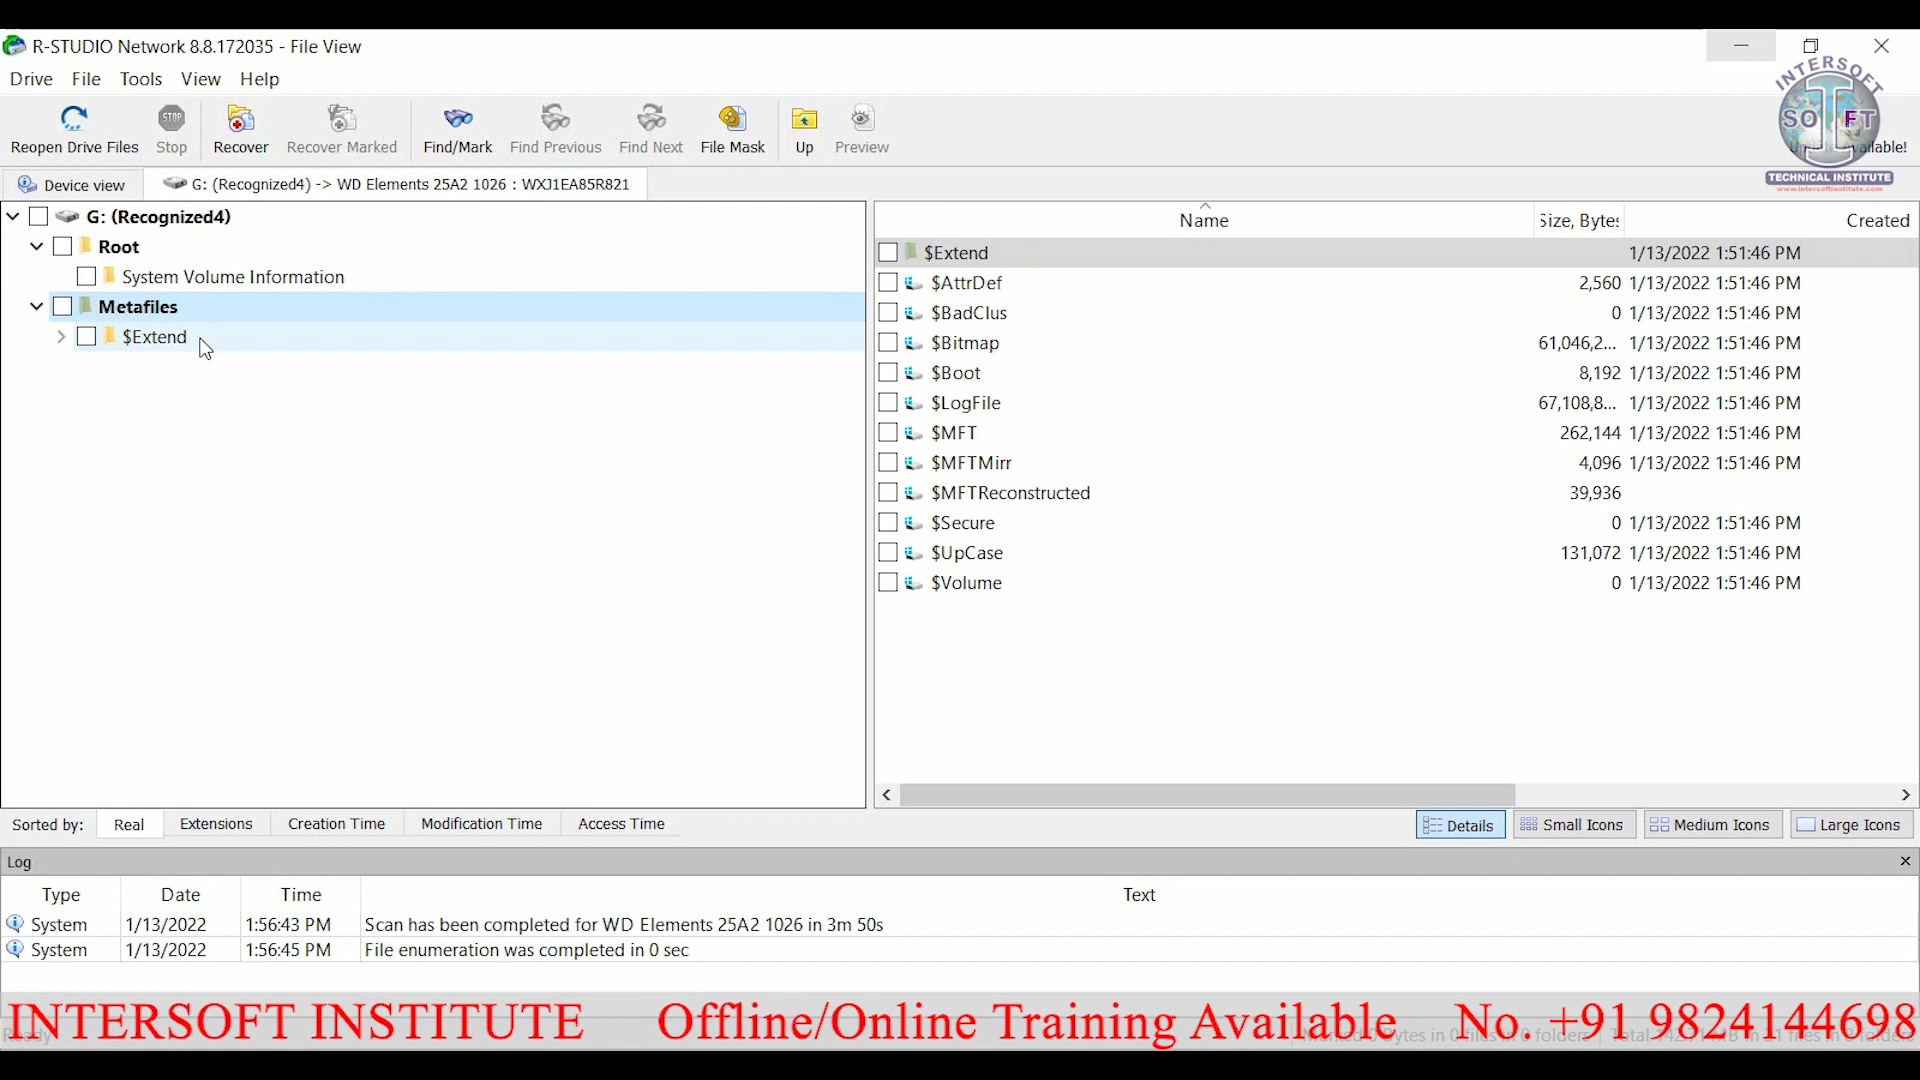 R-STUDIO Network 8.8.172035 - File View
Drive File Tools View Help
Reopen Drive Files Stop Recover Recover Marked Find/Mark Find Previous Find Next File Mask Up Preview
INTERSOFT
SOFT
TECHNICAL INSTITUTE
www.intersoftinstitute.com
Device view G: (Recognized4) -> WD Elements 25A2 1026 : WXJ1EA85R821
G: (Recognized4)
Root
System Volume Information
Metafiles
$Extend
Name Size, Bytes Created
$Extend 1/13/2022 1:51:46 PM
$AttrDef 2,560 1/13/2022 1:51:46 PM
$BadClus 0 1/13/2022 1:51:46 PM
$Bitmap 61,046,2... 1/13/2022 1:51:46 PM
$Boot 8,192 1/13/2022 1:51:46 PM
$LogFile 67,108,8... 1/13/2022 1:51:46 PM
$MFT 262,144 1/13/2022 1:51:46 PM
$MFTMirr 4,096 1/13/2022 1:51:46 PM
$MFTReconstructed 39,936
$Secure 0 1/13/2022 1:51:46 PM
$UpCase 131,072 1/13/2022 1:51:46 PM
$Volume 0 1/13/2022 1:51:46 PM
Sorted by: Real Extensions Creation Time Modification Time Access Time
Details Small Icons Medium Icons Large Icons
Log
Type Date Time Text
System 1/13/2022 1:56:43 PM Scan has been completed for WD Elements 25A2 1026 in 3m 50s
System 1/13/2022 1:56:45 PM File enumeration was completed in 0 sec
INTERSOFT INSTITUTE Offline/Online Training Available No. +91 9824144698
Ready